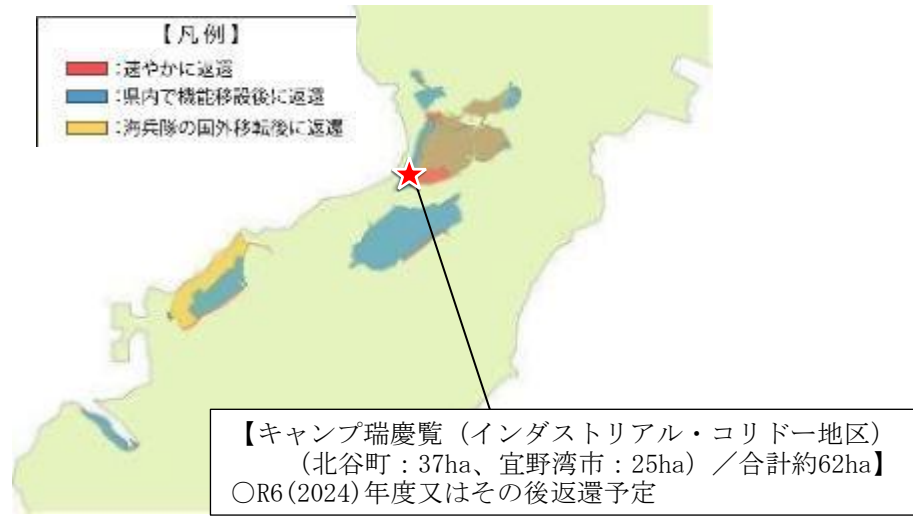 【凡例】
:速やかに返還
:県内で機能移設後に返還
:海兵隊の国外移転後に返還
【キャンプ瑞慶覧（インダストリアル・コリドー地区）
（北谷町：37ha、宜野湾市：25ha）／合計約62ha】
○R6(2024)年度又はその後返還予定